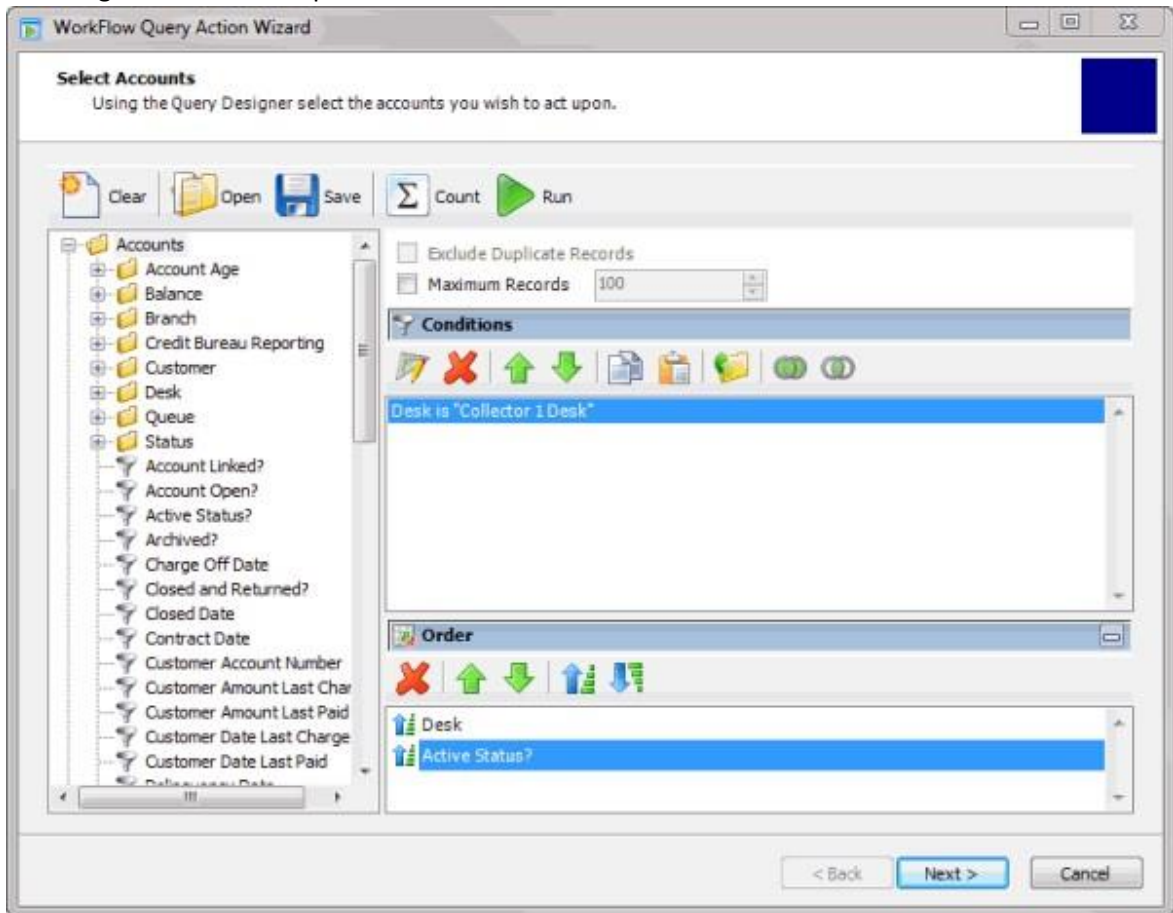 WorkFlow Query Action Wizard
Select Accounts
Using the Query Designer select the accounts you wish to act upon.
Clear Open Save Count Run
Accounts
Account Age
Balance
Branch
Credit Bureau Reporting
Customer
Desk
Queue
Status
Account Linked?
Account Open?
Active Status?
Archived?
Charge Off Date
Closed and Returned?
Closed Date
Contract Date
Customer Account Number
Customer Amount Last Char
Customer Amount Last Paid
Customer Date Last Charge
Customer Date Last Paid
Exclude Duplicate Records
Maximum Records 100
Conditions
Desk is "Collector 1 Desk"
Order
Desk
Active Status?
< Back Next > Cancel